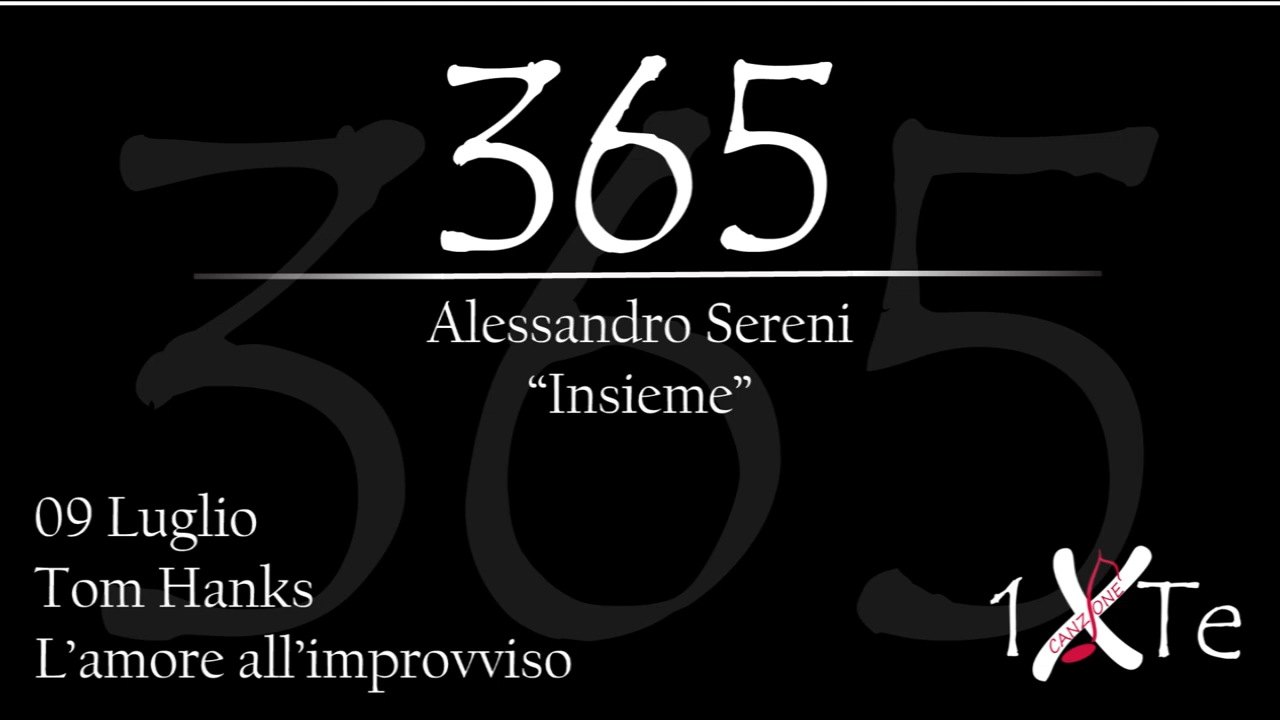 365
Alessandro Sereni
“Insieme”
09 Luglio
Tom Hanks
L’amore all’improvviso
1XTe
CANZONE